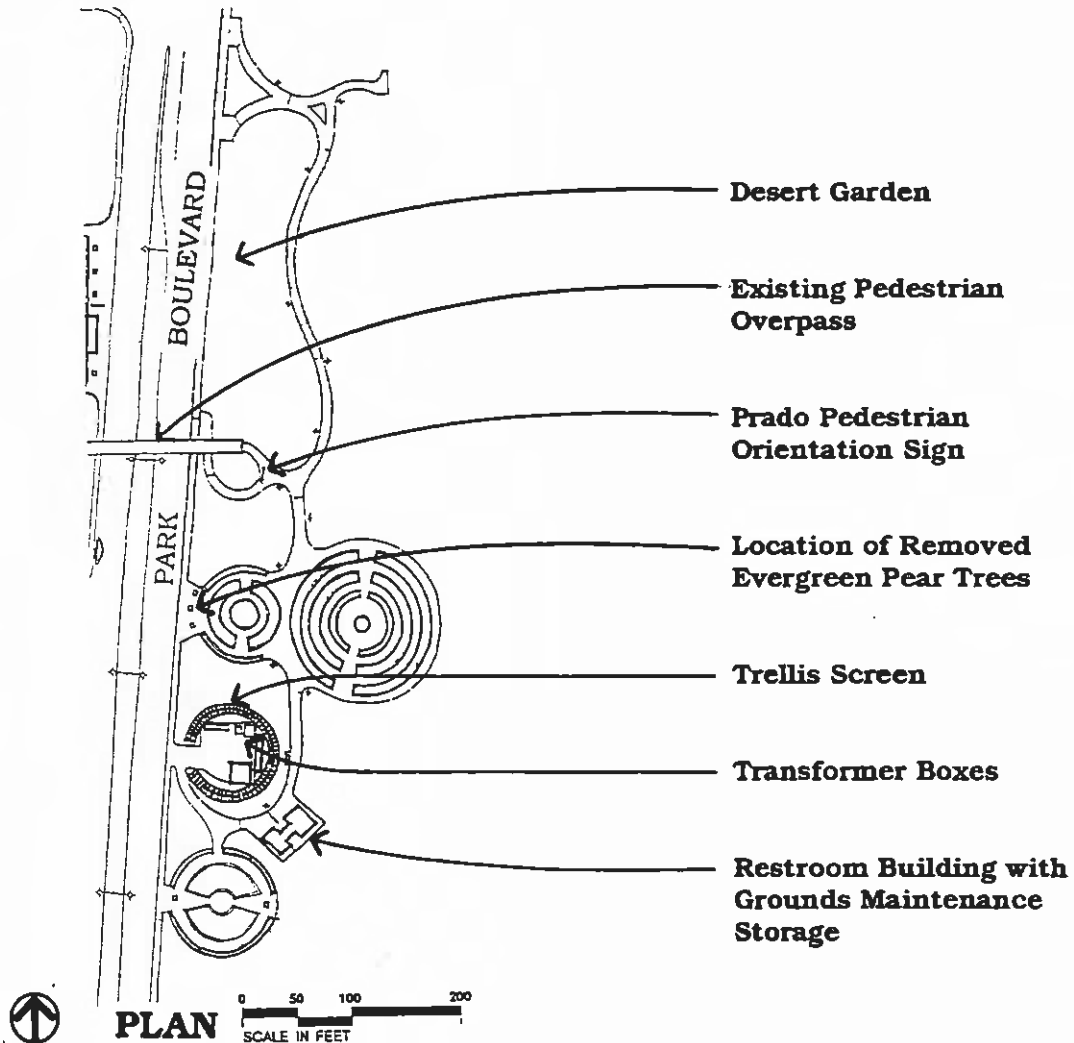 Desert Garden
BOULEVARD
Existing Pedestrian
Overpass
Prado Pedestrian
Orientation Sign
PARK
Location of Removed
Evergreen Pear Trees
Trellis Screen
Transformer Boxes
Restroom Building with
Grounds Maintenance
Storage
PLAN
0 50 100 200
SCALE IN FEET